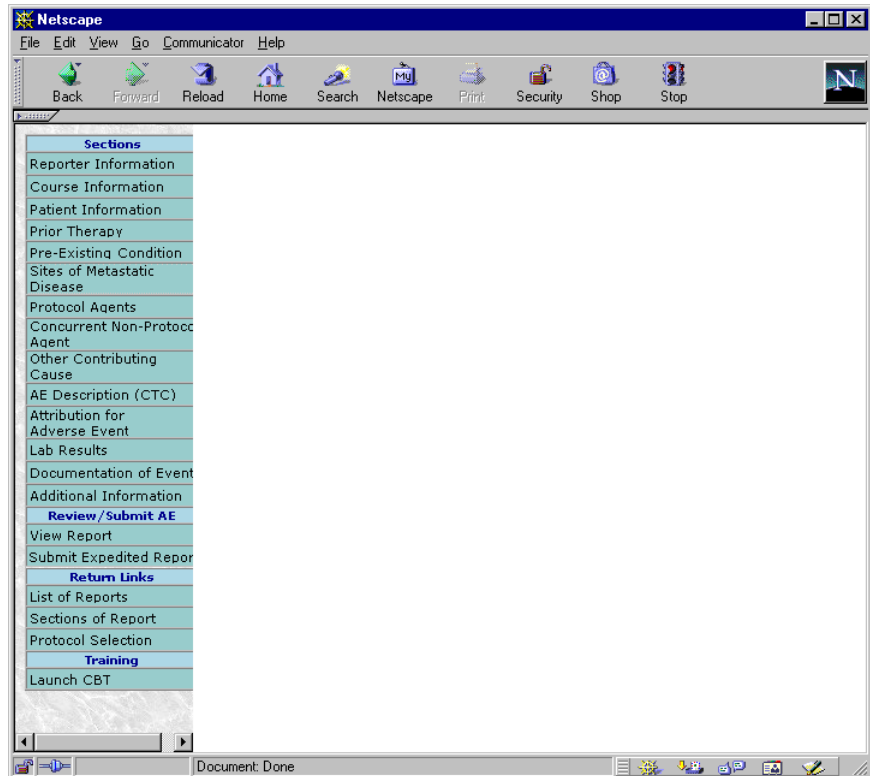 Netscape
File Edit View Go Communicator Help
Back Forward Reload Home Search Netscape Print Security Shop Stop
My
N
Sections
Reporter Information
Course Information
Patient Information
Prior Therapy
Pre-Existing Condition
Sites of Metastatic
Disease
Protocol Agents
Concurrent Non-Protoco
Agent
Other Contributing
Cause
AE Description (CTC)
Attribution for
Adverse Event
Lab Results
Documentation of Event
Additional Information
Review/Submit AE
View Report
Submit Expedited Repor
Return Links
List of Reports
Sections of Report
Protocol Selection
Training
Launch CBT
Document: Done